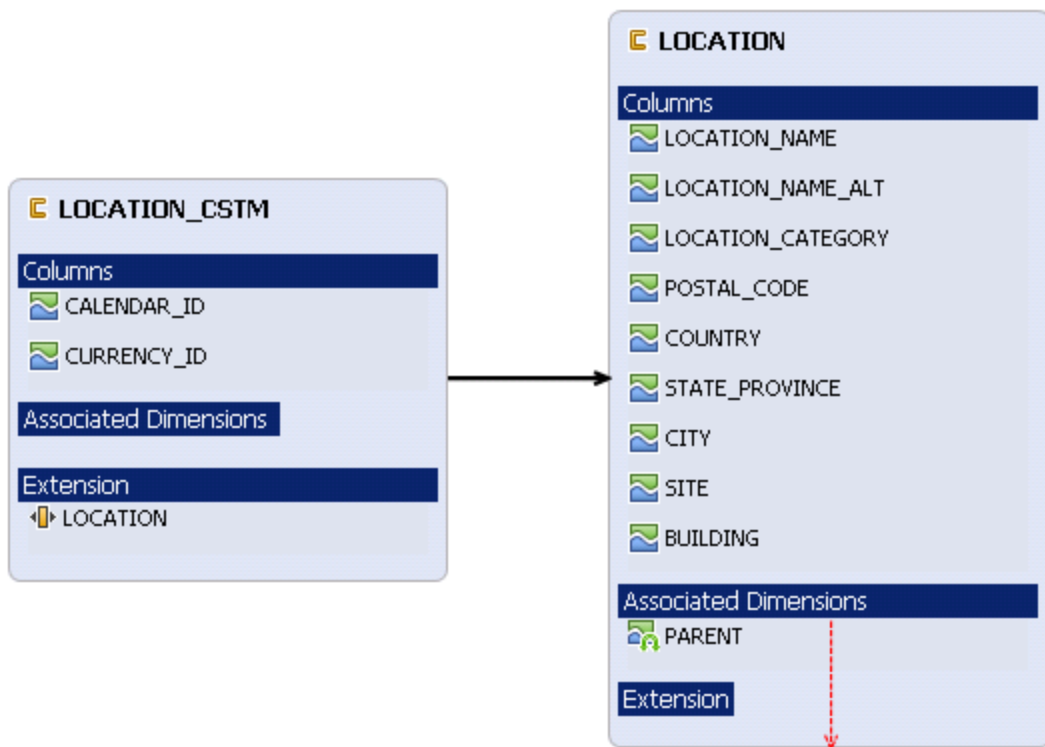 LOCATION_CSTM
Columns
CALENDAR_ID
CURRENCY_ID
Associated Dimensions
Extension
LOCATION
LOCATION
Columns
LOCATION_NAME
LOCATION_NAME_ALT
LOCATION_CATEGORY
POSTAL_CODE
COUNTRY
STATE_PROVINCE
CITY
SITE
BUILDING
Associated Dimensions
PARENT
Extension